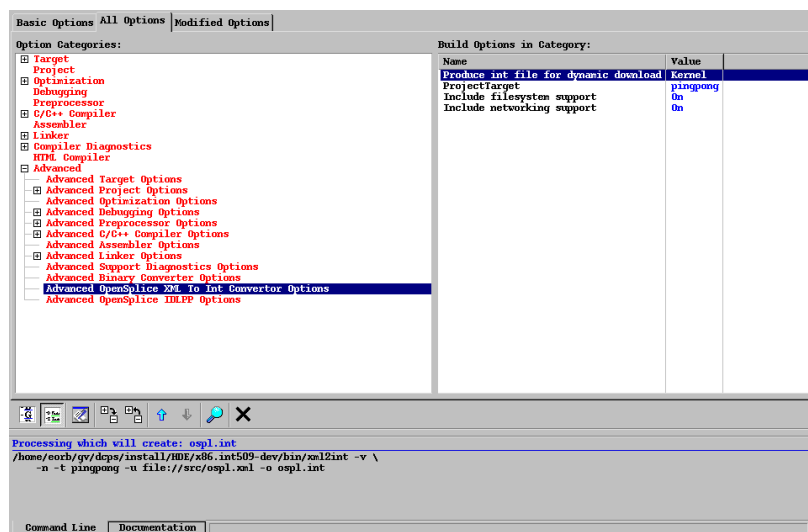 Basic Options All Options Modified Options
Option Categories:
Target
Project
Optimization
Debugging
Preprocessor
C/C++ Compiler
Assembler
Linker
Compiler Diagnostics
HTML Compiler
Advanced
Advanced Target Options
Advanced Project Options
Advanced Optimization Options
Advanced Debugging Options
Advanced Preprocessor Options
Advanced C/C++ Compiler Options
Advanced Assembler Options
Advanced Linker Options
Advanced Support Diagnostics Options
Advanced Binary Converter Options
Advanced OpenSplice XML To Int Convertor Options
Advanced OpenSplice IDLPP Options
Build Options in Category:
Name Value
Produce int file for dynamic download Kernel
ProjectTarget pingpong
Include filesystem support On
Include networking support On
Processing which will create: ospl.int
/home/eorb/gv/dcps/install/HDE/x86.int509-dev/bin/xml2int -v \
-n -t pingpong -u file://src/ospl.xml -o ospl.int
Command Line Documentation